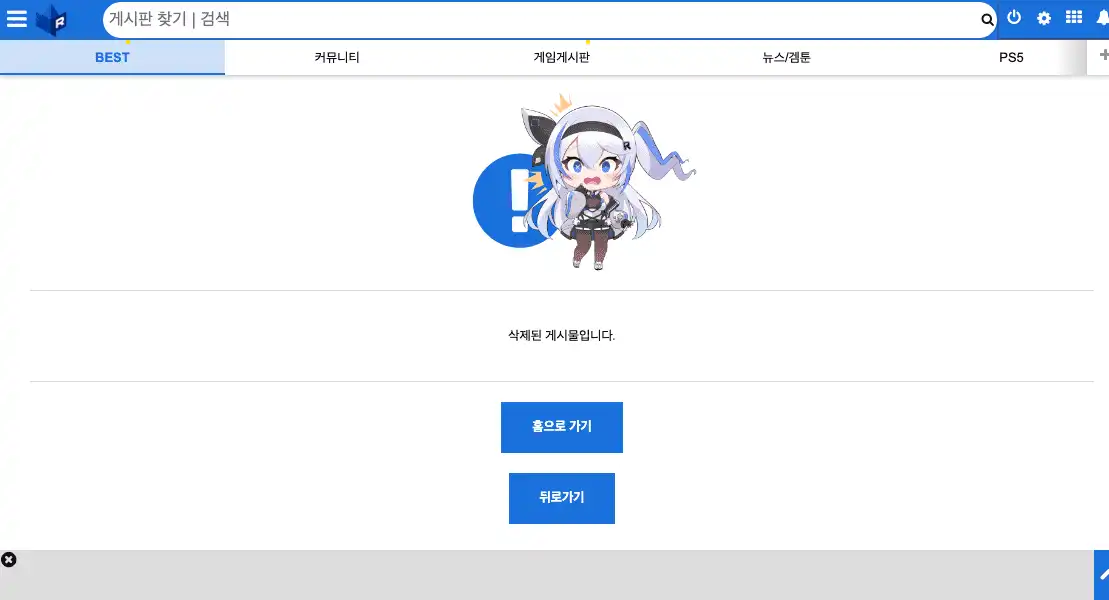 게시판 찾기 | 검색
BEST
커뮤니티
게임게시판
뉴스/겜툰
PS5
삭제된 게시물입니다.
홈으로 가기
뒤로가기